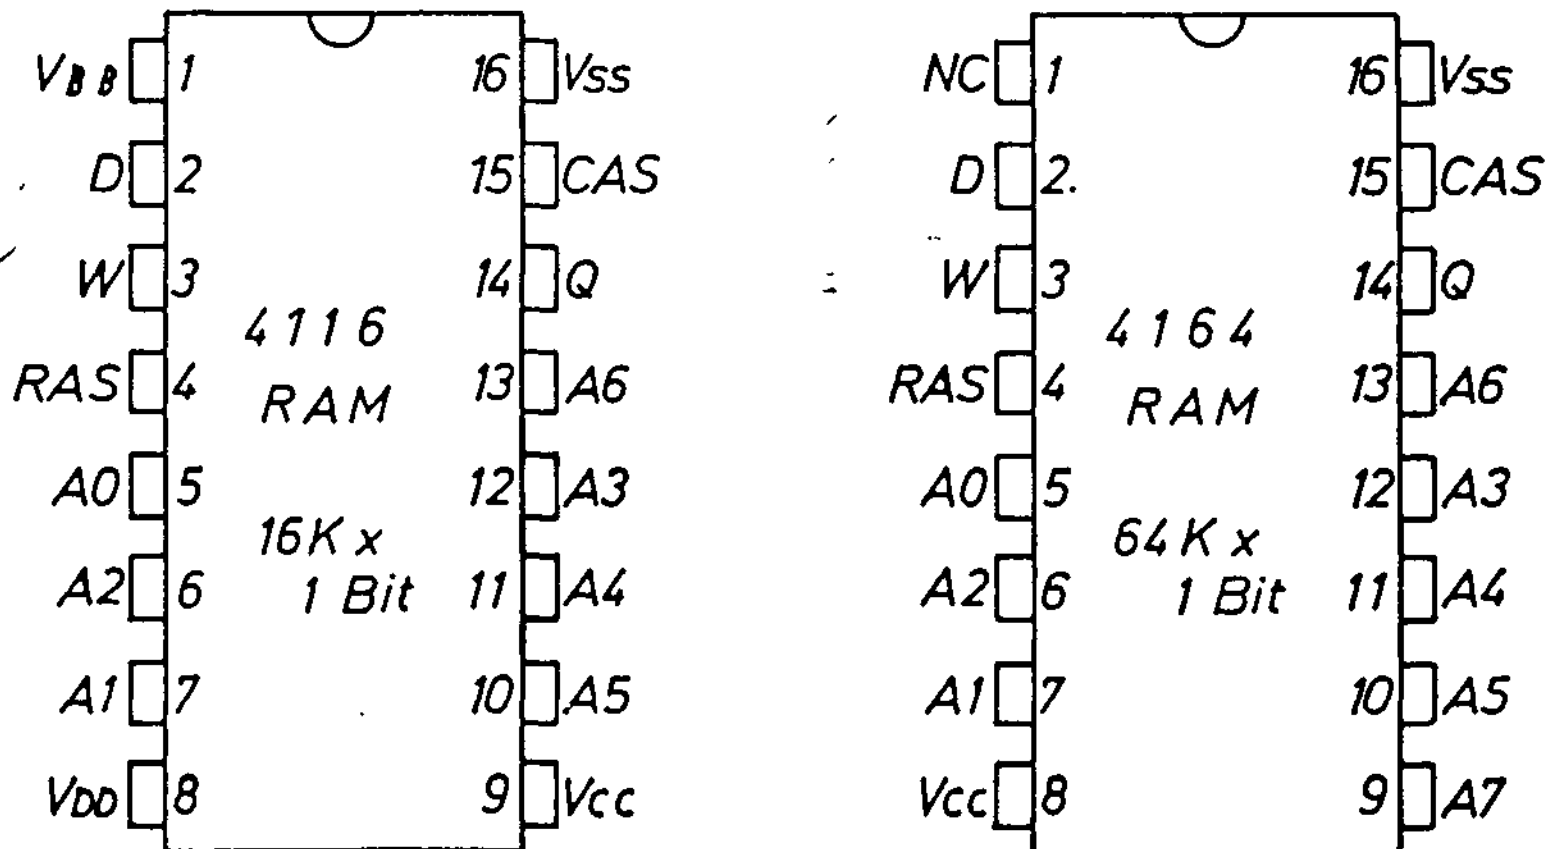 VBB 1 16 Vss
D 2 15 CAS
W 3 14 Q
4116
RAS 4 13 A6
RAM
A0 5 12 A3
16K x
A2 6 11 A4
1 Bit
A1 7 10 A5
VDD 8 9 Vcc
NC 1 16 Vss
D 2. 15 CAS
W 3 14 Q
4164
RAS 4 13 A6
RAM
A0 5 12 A3
64K x
A2 6 11 A4
1 Bit
A1 7 10 A5
Vcc 8 9 A7